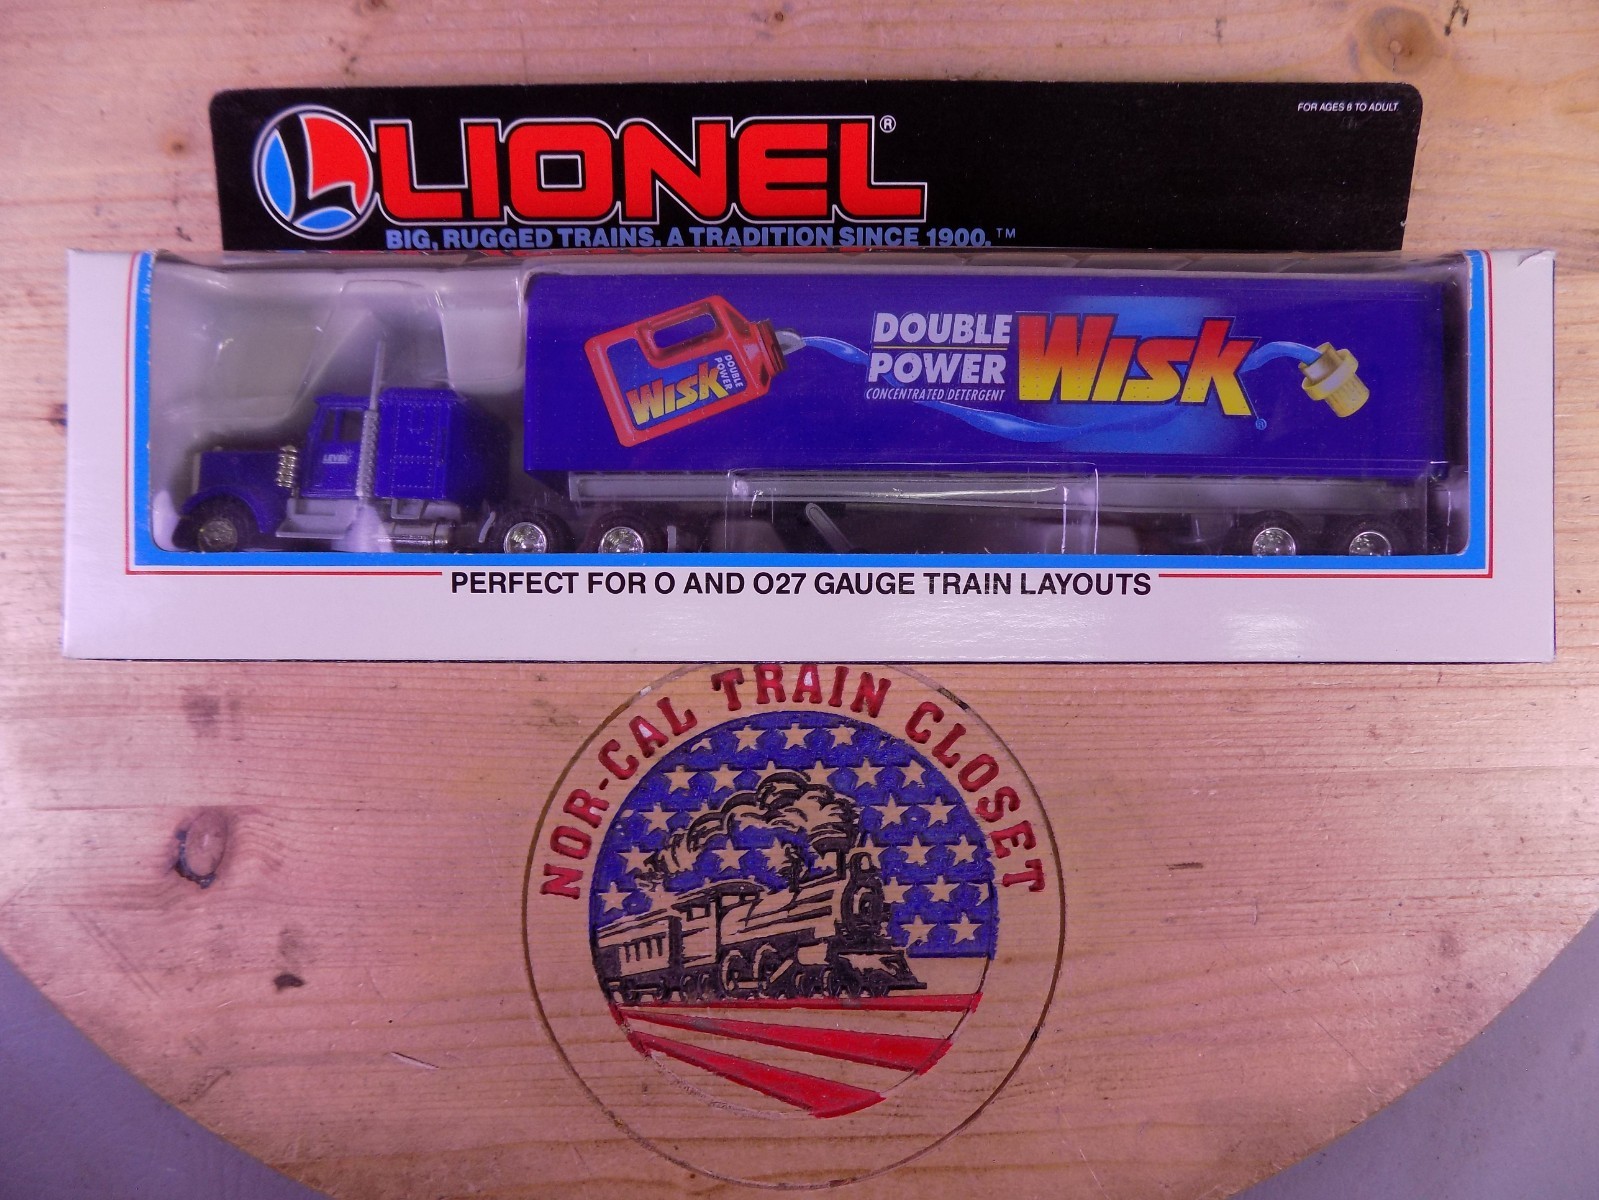 FOR AGES 8 TO ADULT
LIONEL®
BIG, RUGGED TRAINS. A TRADITION SINCE 1900.™
DOUBLE
POWER
WISK
DOUBLE
POWER
CONCENTRATED DETERGENT
WISK®
LEVER
PERFECT FOR O AND O27 GAUGE TRAIN LAYOUTS
NOR-CAL TRAIN CLOSET